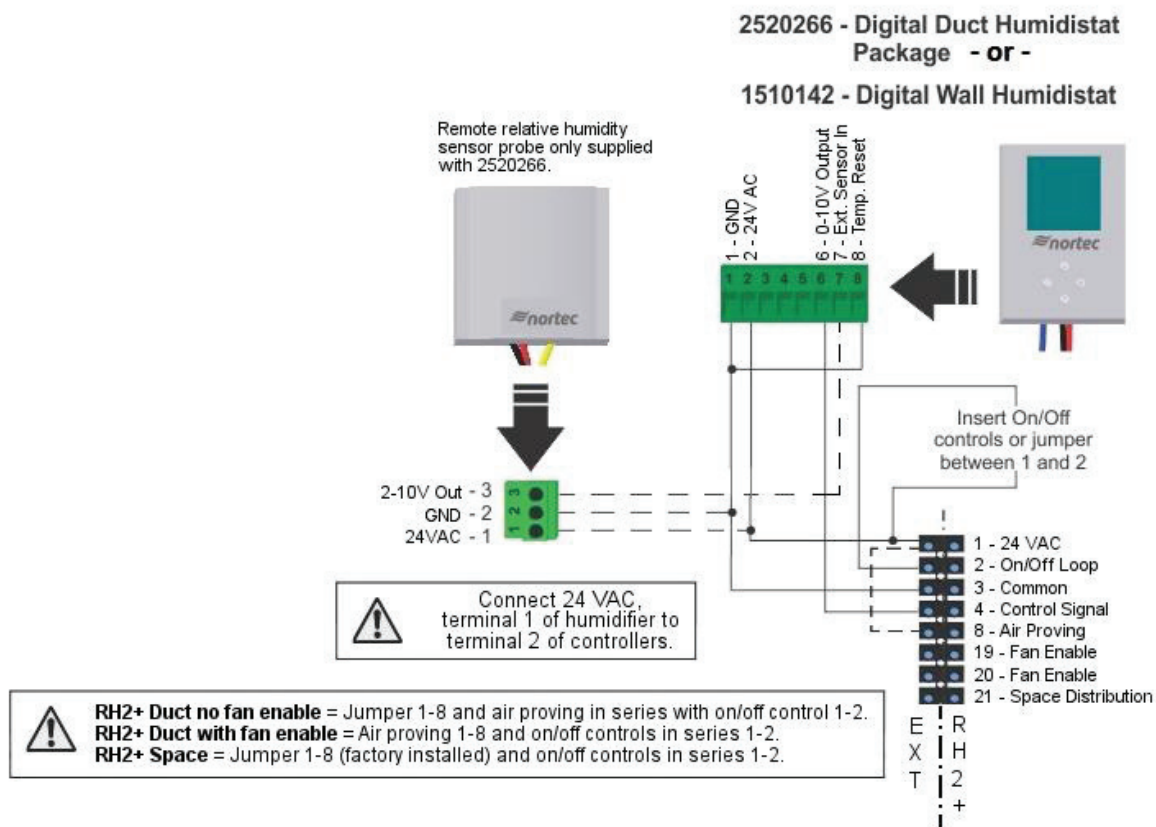 2520266 - Digital Duct Humidistat
Package - or -
1510142 - Digital Wall Humidistat
Remote relative humidity
sensor probe only supplied
with 2520266.
nortec
1 - GND
2 - 24V AC
6 - 0-10V Output
7 - Ext. Sensor In
8 - Temp. Reset
1 2 3 4 5 6 7 8
nortec
Insert On/Off
controls or jumper
between 1 and 2
2-10V Out - 3
GND - 2
24VAC - 1
3
2
1
1 - 24 VAC
2 - On/Off Loop
3 - Common
4 - Control Signal
8 - Air Proving
19 - Fan Enable
20 - Fan Enable
21 - Space Distribution
Connect 24 VAC,
terminal 1 of humidifier to
terminal 2 of controllers.
RH2+ Duct no fan enable = Jumper 1-8 and air proving in series with on/off control 1-2.
RH2+ Duct with fan enable = Air proving 1-8 and on/off controls in series 1-2.
RH2+ Space = Jumper 1-8 (factory installed) and on/off controls in series 1-2.
EXT
RH2+